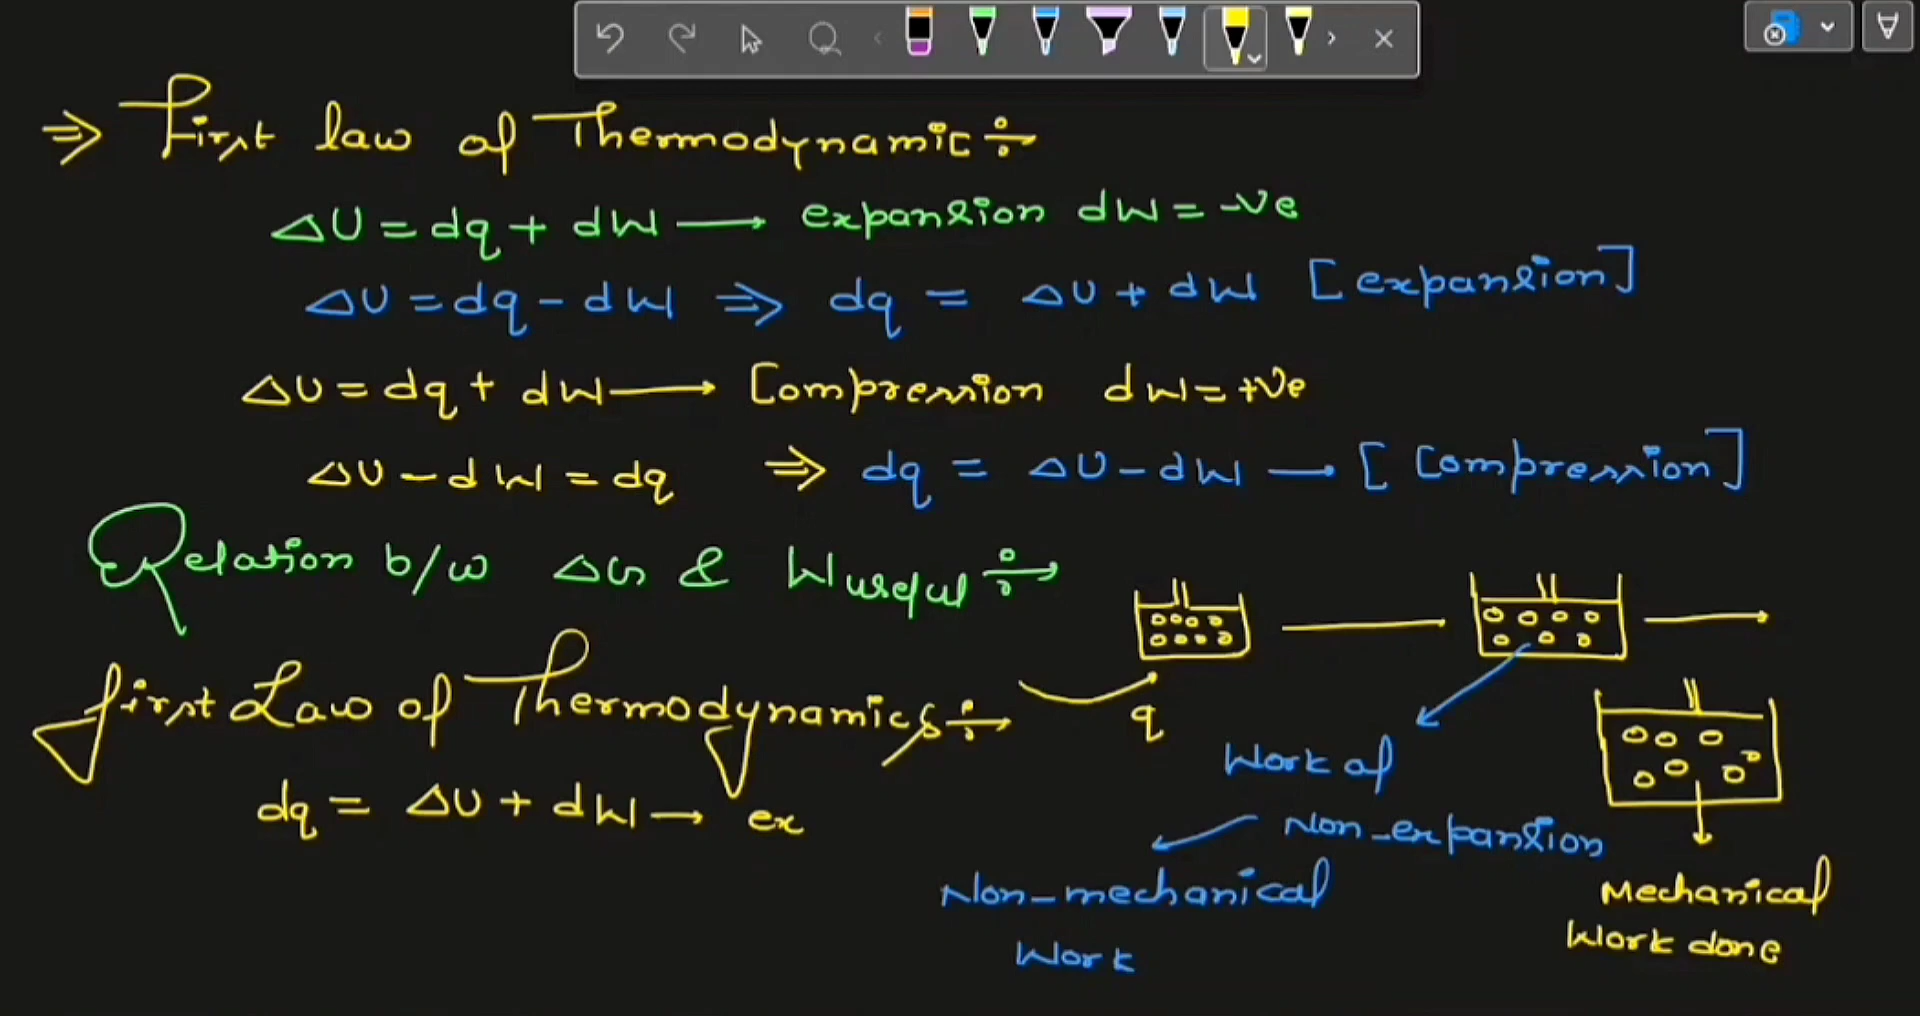 ⇒ First law of Thermodynamic ÷
ΔU = dq + dW → expansion dW = -ve
ΔU = dq - dW ⇒ dq = ΔU + dW [expansion]
ΔU = dq + dW → Compression dW = +ve
ΔU - dW = dq ⇒ dq = ΔU - dW → [Compression]
Relation b/w ΔG & Wuseful ÷
first Law of Thermodynamics ÷
q
dq = ΔU + dW → ex
Work of
Non-expansion
Non-mechanical
Work
Mechanical
Work done